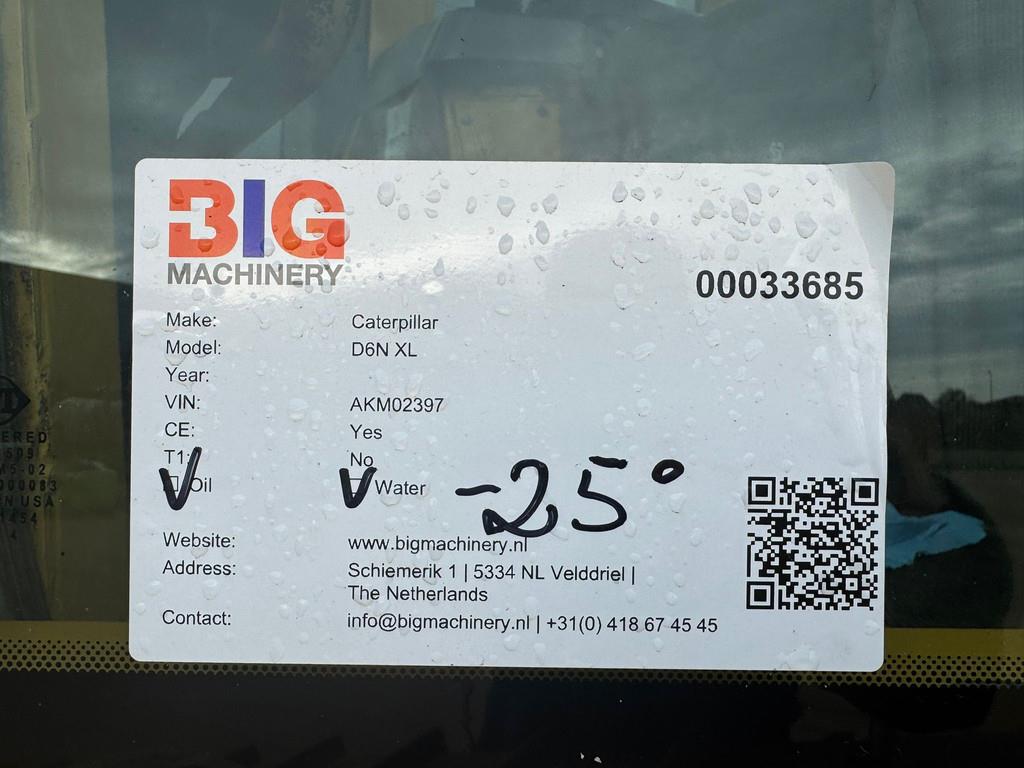 BIG
MACHINERY
00033685
Make: Caterpillar
Model: D6N XL
Year:
VIN: AKM02397
CE: Yes
T1: No
Oil Water -25°
Website: www.bigmachinery.nl
Address: Schiemerik 1 | 5334 NL Velddriel |
The Netherlands
Contact: info@bigmachinery.nl | +31(0) 418 67 45 45